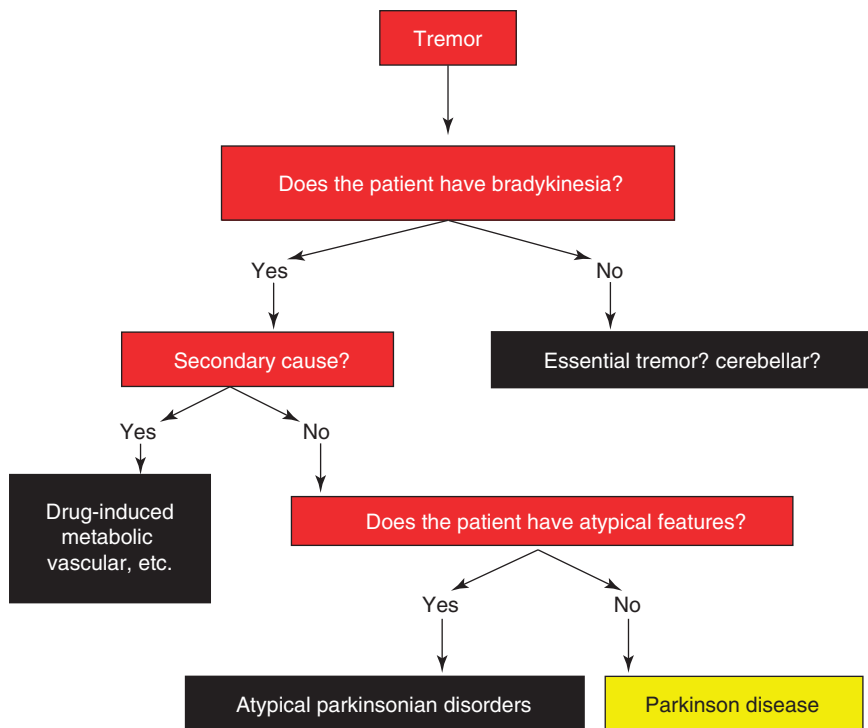 Tremor
Does the patient have bradykinesia?
Yes
No
Secondary cause?
Essential tremor? cerebellar?
Yes
No
Drug-induced
metabolic
vascular, etc.
Does the patient have atypical features?
Yes
No
Atypical parkinsonian disorders
Parkinson disease